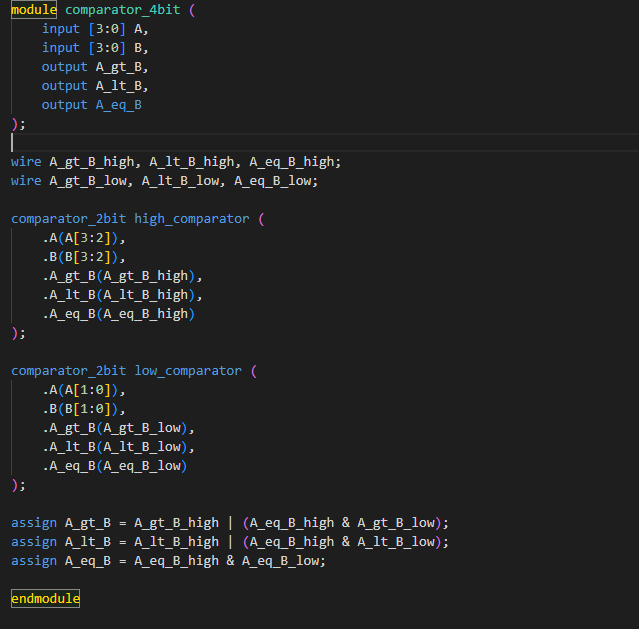 module comparator_4bit (
    input [3:0] A,
    input [3:0] B,
    output A_gt_B,
    output A_lt_B,
    output A_eq_B
);
wire A_gt_B_high, A_lt_B_high, A_eq_B_high;
wire A_gt_B_low, A_lt_B_low, A_eq_B_low;
comparator_2bit high_comparator (
    .A(A[3:2]),
    .B(B[3:2]),
    .A_gt_B(A_gt_B_high),
    .A_lt_B(A_lt_B_high),
    .A_eq_B(A_eq_B_high)
);
comparator_2bit low_comparator (
    .A(A[1:0]),
    .B(B[1:0]),
    .A_gt_B(A_gt_B_low),
    .A_lt_B(A_lt_B_low),
    .A_eq_B(A_eq_B_low)
);
assign A_gt_B = A_gt_B_high | (A_eq_B_high & A_gt_B_low);
assign A_lt_B = A_lt_B_high | (A_eq_B_high & A_lt_B_low);
assign A_eq_B = A_eq_B_high & A_eq_B_low;
endmodule